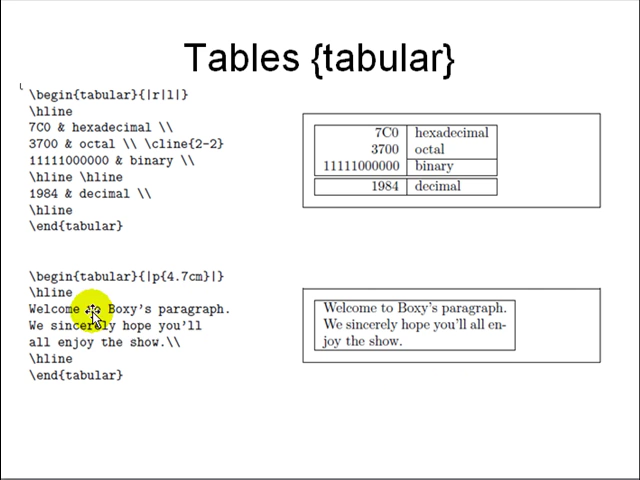 Tables {tabular}
\begin{tabular}{|r|l|}
\hline
7C0 & hexadecimal \\
3700 & octal \\ \cline{2-2}
11111000000 & binary \\
\hline \hline
1984 & decimal \\
\hline
\end{tabular}
7C0 hexadecimal
3700 octal
11111000000 binary
1984 decimal
\begin{tabular}{|p{4.7cm}|}
\hline
Welcome to Boxy's paragraph.
We sincerely hope you'll
all enjoy the show.\\
\hline
\end{tabular}
Welcome to Boxy's paragraph.
We sincerely hope you'll all en-
joy the show.